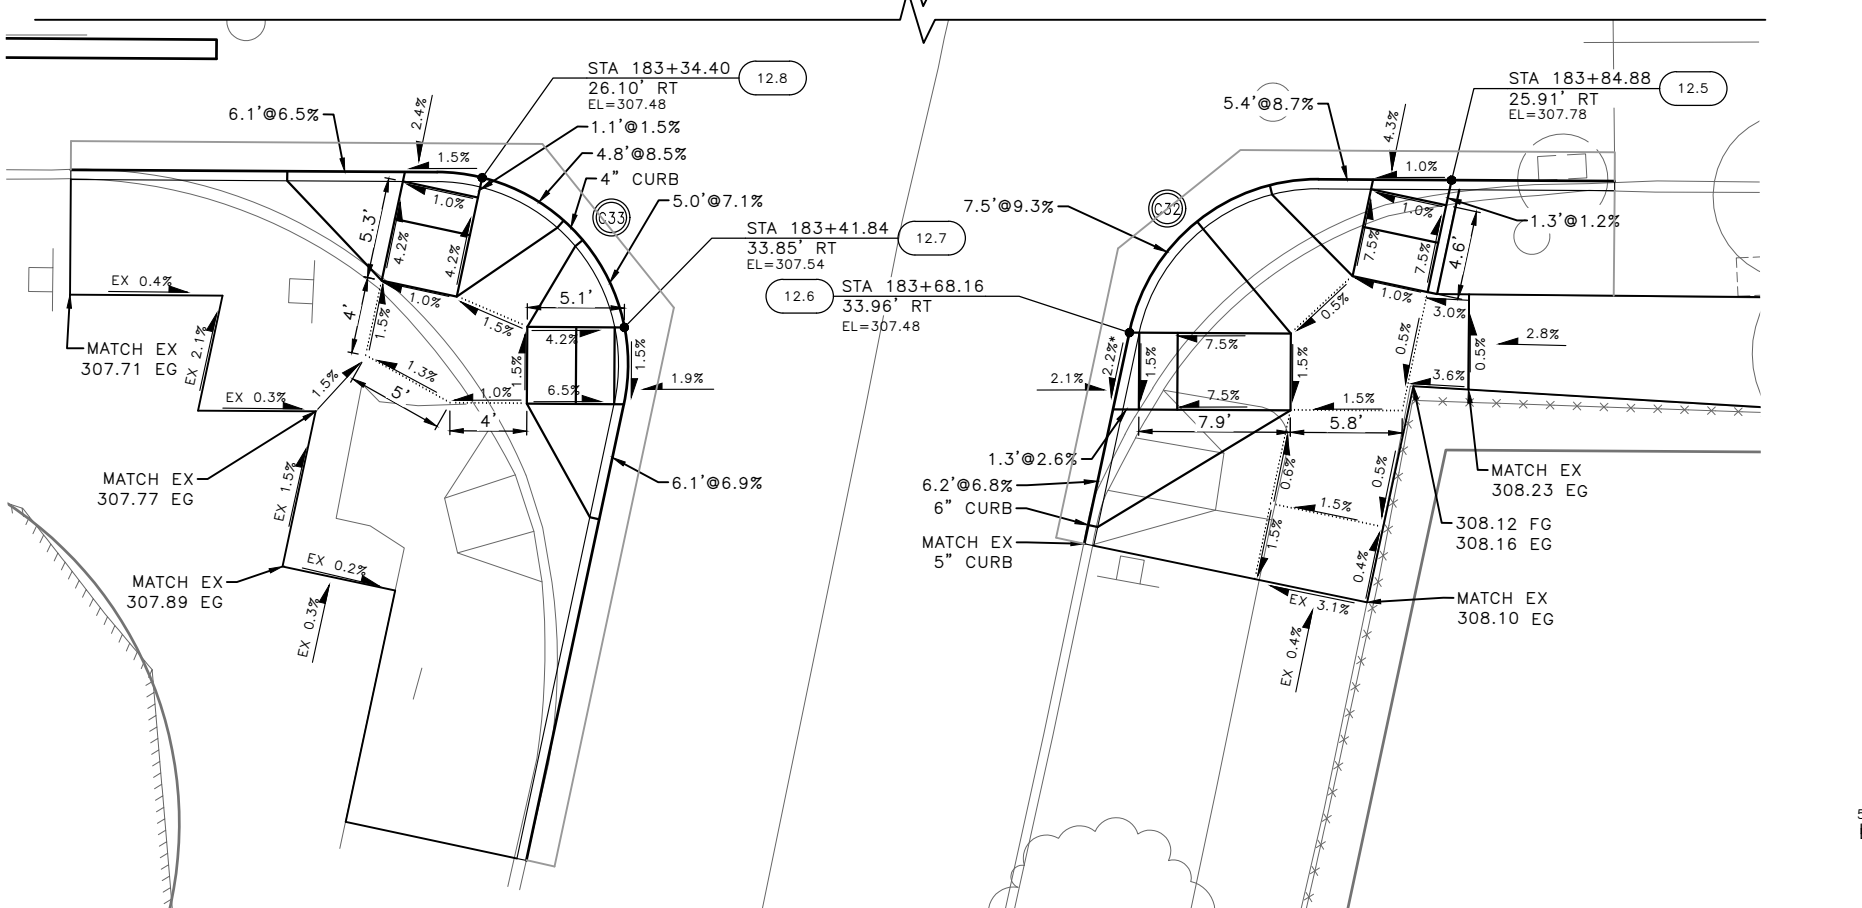 STA 183+34.40
26.10' RT
EL=307.48
12.8
6.1'@6.5%
2.4%
1.5%
1.1'@1.5%
4.8'@8.5%
4" CURB
C33
5.0'@7.1%
1.0%
5.3'
4.2%
4.2%
STA 183+41.84
33.85' RT
EL=307.54
12.7
EX 0.4%
1.0%
5.1'
4'
1.5%
1.5%
4.2%
1.5%
1.5%
MATCH EX
307.71 EG
EX 2.1%
1.5%
1.3%
5'
1.0%
6.5%
1.9%
EX 0.3%
4'
MATCH EX
307.77 EG
EX 1.5%
6.1'@6.9%
MATCH EX
307.89 EG
EX 0.2%
EX 0.3%
STA 183+84.88
25.91' RT
EL=307.78
12.5
5.4'@8.7%
4.3%
1.0%
7.5'@9.3%
C32
1.0%
1.3'@1.2%
7.5%
7.5%
4.6'
12.6
STA 183+68.16
33.96' RT
EL=307.48
0.5%
1.0%
3.0%
2.2%*
1.5%
7.5%
1.5%
0.5%
0.5%
2.8%
2.1%
7.5%
1.5%
3.6%
7.9'
5.8'
1.3'@2.6%
6.2'@6.8%
6" CURB
0.6%
0.5%
MATCH EX
308.23 EG
1.5%
308.12 FG
308.16 EG
MATCH EX
5" CURB
1.5%
0.4%
EX 3.1%
MATCH EX
308.10 EG
EX 0.4%